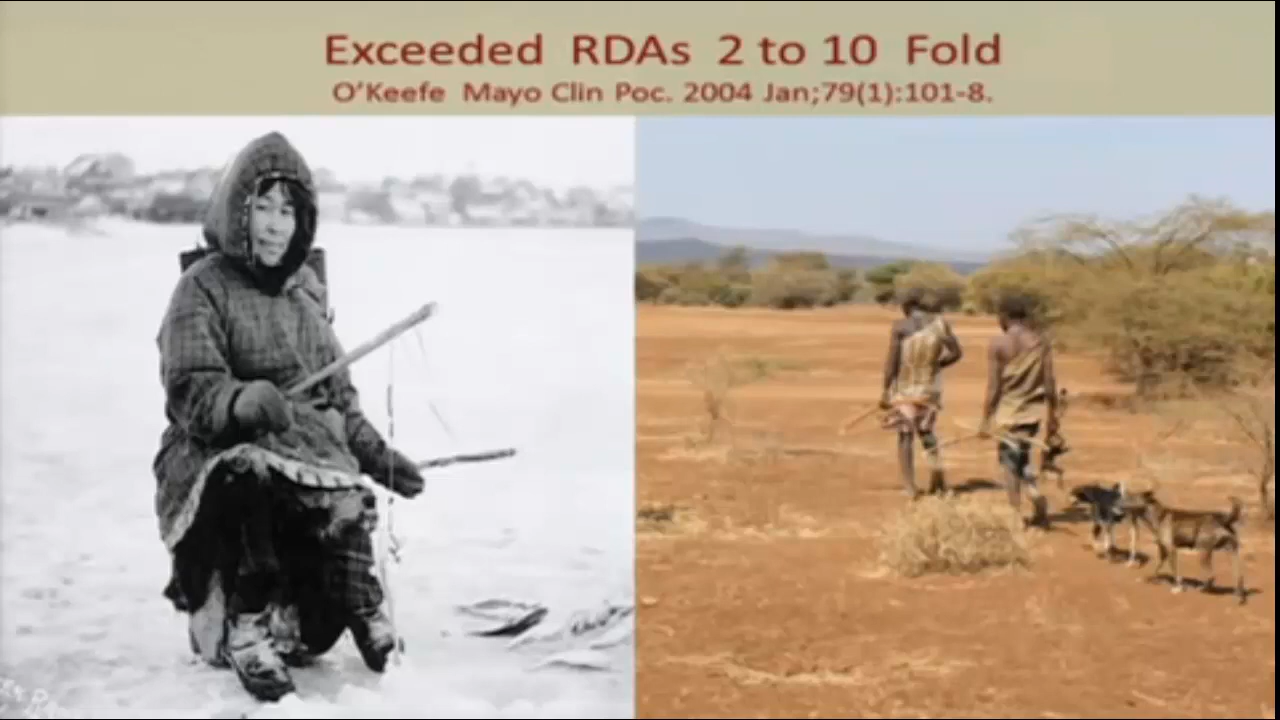 Exceeded RDAs 2 to 10 Fold
O'Keefe Mayo Clin Poc. 2004 Jan;79(1):101-8.